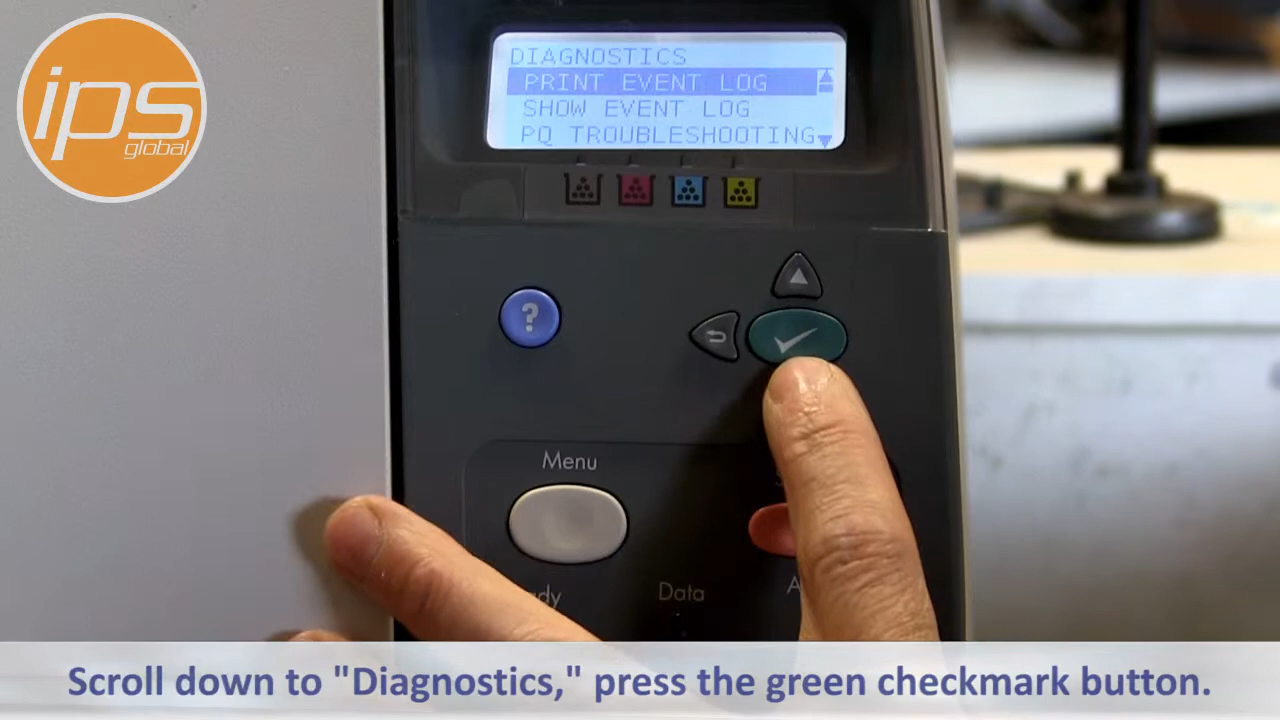 ips
global
DIAGNOSTICS
PRINT EVENT LOG
SHOW EVENT LOG
PQ TROUBLESHOOTING
?
Menu
Data
Scroll down to "Diagnostics," press the green checkmark button.